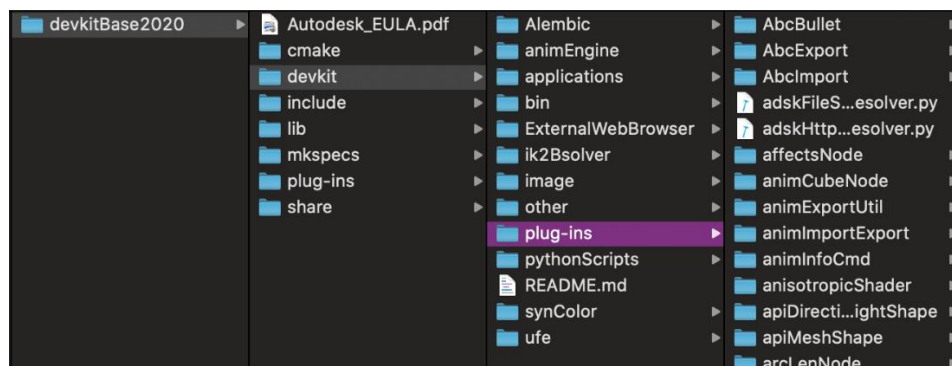 devkitBase2020
Autodesk_EULA.pdf
cmake
devkit
include
lib
mkspecs
plug-ins
share
Alembic
animEngine
applications
bin
ExternalWebBrowser
ik2Bsolver
image
other
plug-ins
pythonScripts
README.md
synColor
ufe
AbcBullet
AbcExport
AbcImport
adskFileS...esolver.py
adskHttp...esolver.py
affectsNode
animCubeNode
animExportUtil
animImportExport
animInfoCmd
anisotropicShader
apiDirecti...ightShape
apiMeshShape
arcLenNode